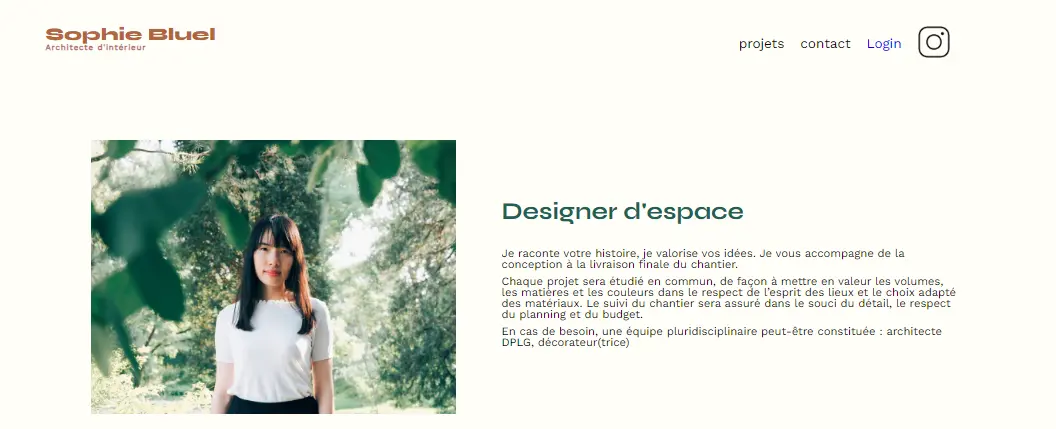 Sophie Bluel
Architecte d'intérieur
projets
contact
Login
Designer d'espace
Je raconte votre histoire, je valorise vos idées. Je vous accompagne de la
conception à la livraison finale du chantier.
Chaque projet sera étudié en commun, de façon à mettre en valeur les volumes,
les matières et les couleurs dans le respect de l'esprit des lieux et le choix adapté
des matériaux. Le suivi du chantier sera assuré dans le souci du détail, le respect
du planning et du budget.
En cas de besoin, une équipe pluridisciplinaire peut-être constituée : architecte
DPLG, décorateur(trice)